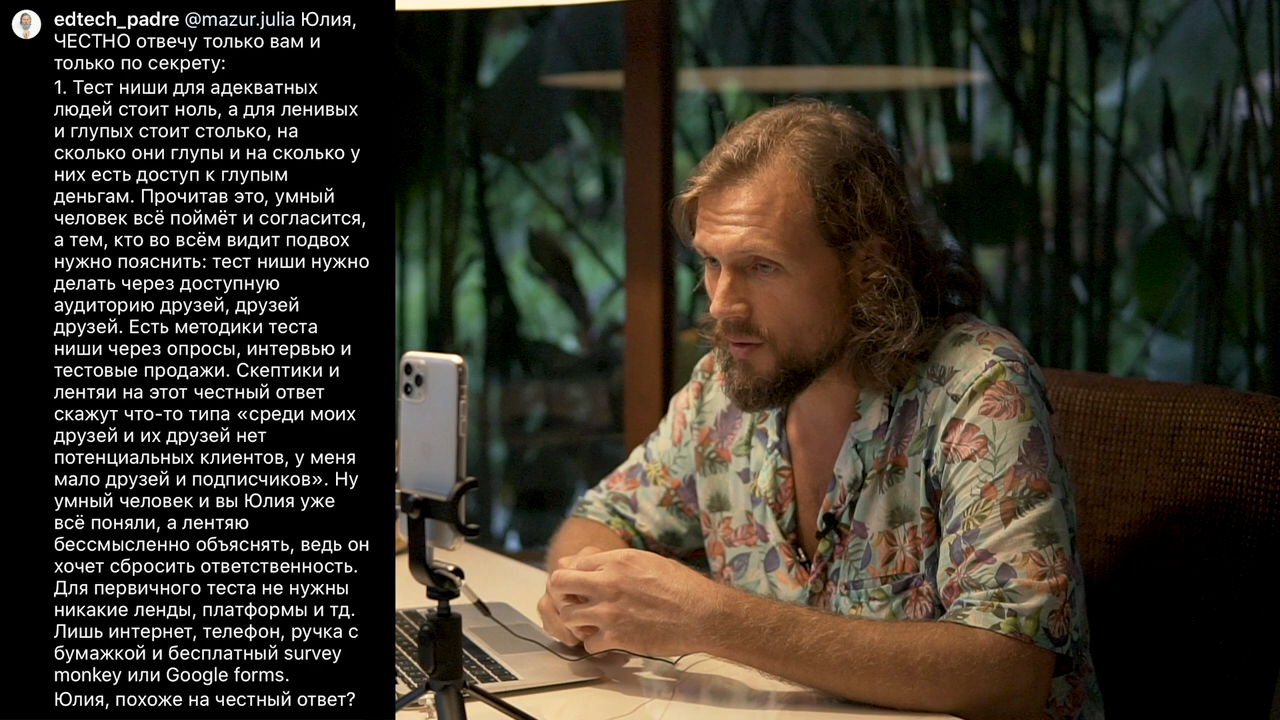 edtech_padre @mazur.julia Юлия,
ЧЕСТНО отвечу только вам и
только по секрету:
1. Тест ниши для адекватных
людей стоит ноль, а для ленивых
и глупых стоит столько, на
сколько они глупы и на сколько у
них есть доступ к глупым
деньгам. Прочитав это, умный
человек всё поймёт и согласится,
а тем, кто во всём видит подвох
нужно пояснить: тест ниши нужно
делать через доступную
аудиторию друзей, друзей
друзей. Есть методики теста
ниши через опросы, интервью и
тестовые продажи. Скептики и
лентяи на этот честный ответ
скажут что-то типа «среди моих
друзей и их друзей нет
потенциальных клиентов, у меня
мало друзей и подписчиков». Ну
умный человек и вы Юлия уже
всё поняли, а лентяю
бессмысленно объяснять, ведь он
хочет сбросить ответственность.
Для первичного теста не нужны
никакие ленды, платформы и тд.
Лишь интернет, телефон, ручка с
бумажкой и бесплатный survey
monkey или Google forms.
Юлия, похоже на честный ответ?